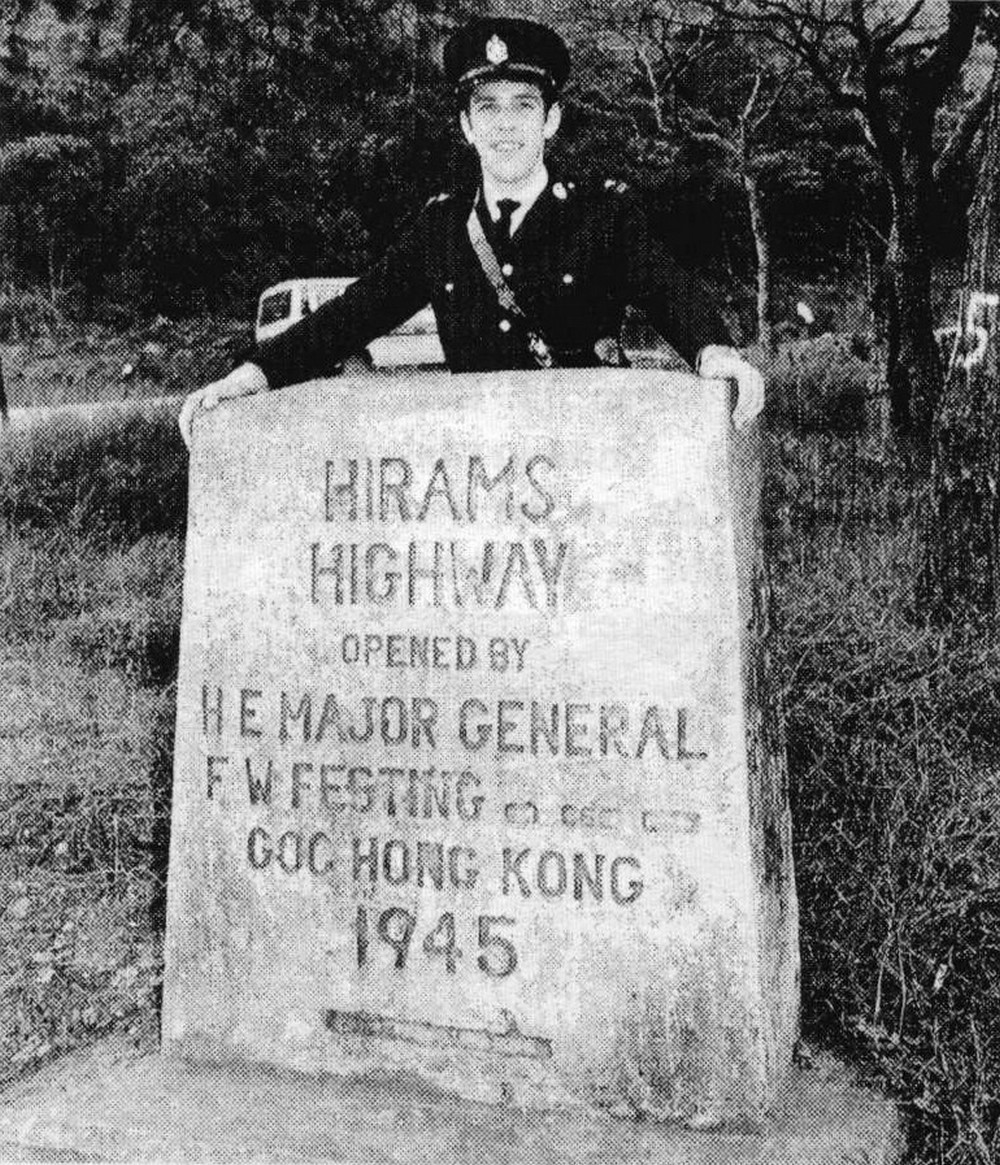 HIRAMS
HIGHWAY
OPENED BY
H E MAJOR GENERAL
F W FESTING
GOC HONG KONG
1945